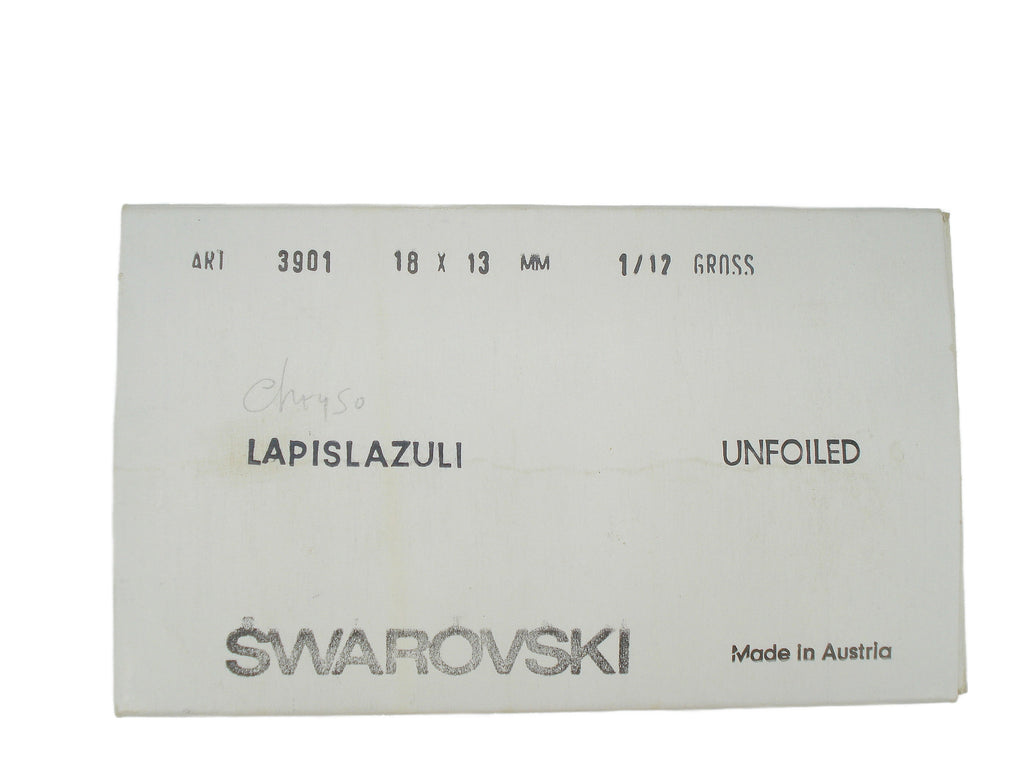 ART 3901 18 X 13 MM 1/12 GROSS
Chryso
LAPISLAZULI UNFOILED
SWAROVSKI Made in Austria